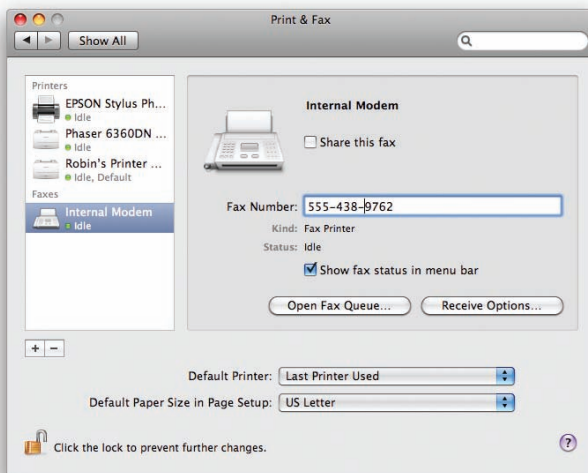 Print & Fax
Show All
Printers
EPSON Stylus Ph...
Idle
Phaser 6360DN ...
Idle
Robin's Printer ...
Idle, Default
Faxes
Internal Modem
Idle
Internal Modem
Share this fax
Fax Number: 555-438-9762
Kind: Fax Printer
Status: Idle
Show fax status in menu bar
Open Fax Queue... Receive Options...
+ −
Default Printer: Last Printer Used
Default Paper Size in Page Setup: US Letter
Click the lock to prevent further changes.
?